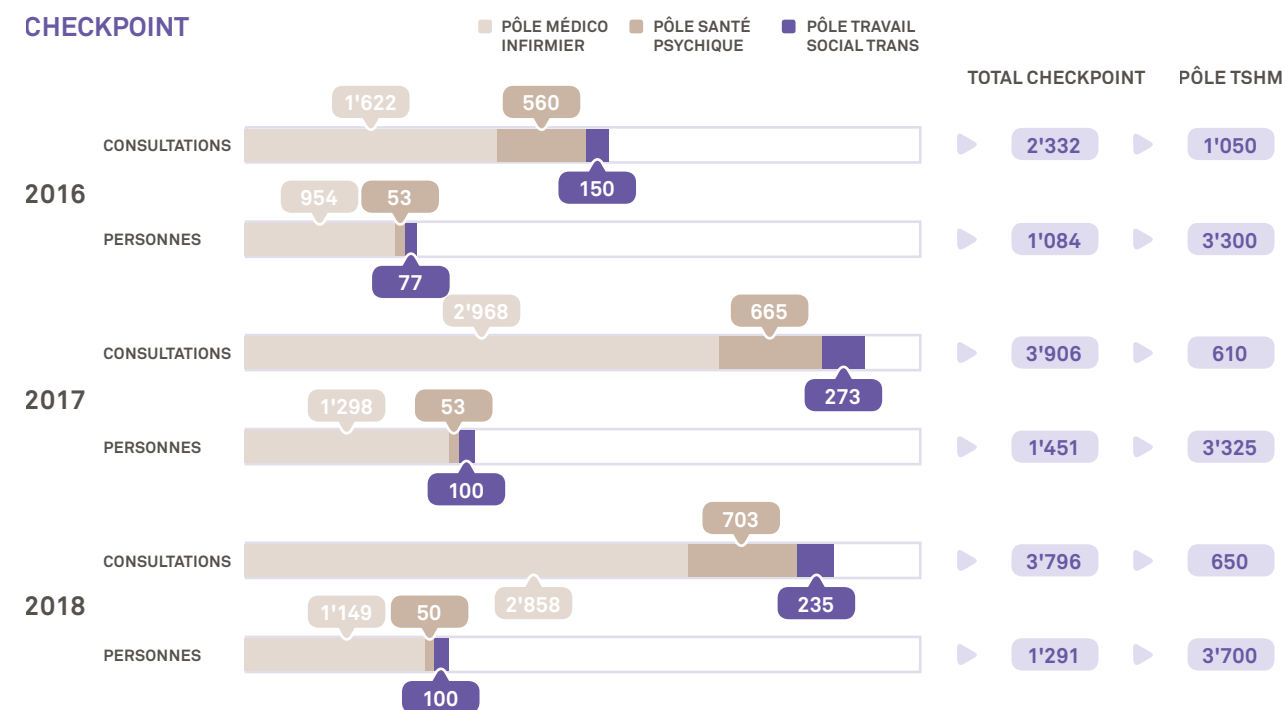 CHECKPOINT
PÔLE MÉDICO
INFIRMIER
PÔLE SANTÉ
PSYCHIQUE
PÔLE TRAVAIL
SOCIAL TRANS
TOTAL CHECKPOINT
PÔLE TSHM
2016
CONSULTATIONS
1'622
560
150
2'332
1'050
PERSONNES
954
53
77
1'084
3'300
2017
CONSULTATIONS
2'968
665
273
3'906
610
PERSONNES
1'298
53
100
1'451
3'325
2018
CONSULTATIONS
703
2'858
235
3'796
650
PERSONNES
1'149
50
100
1'291
3'700